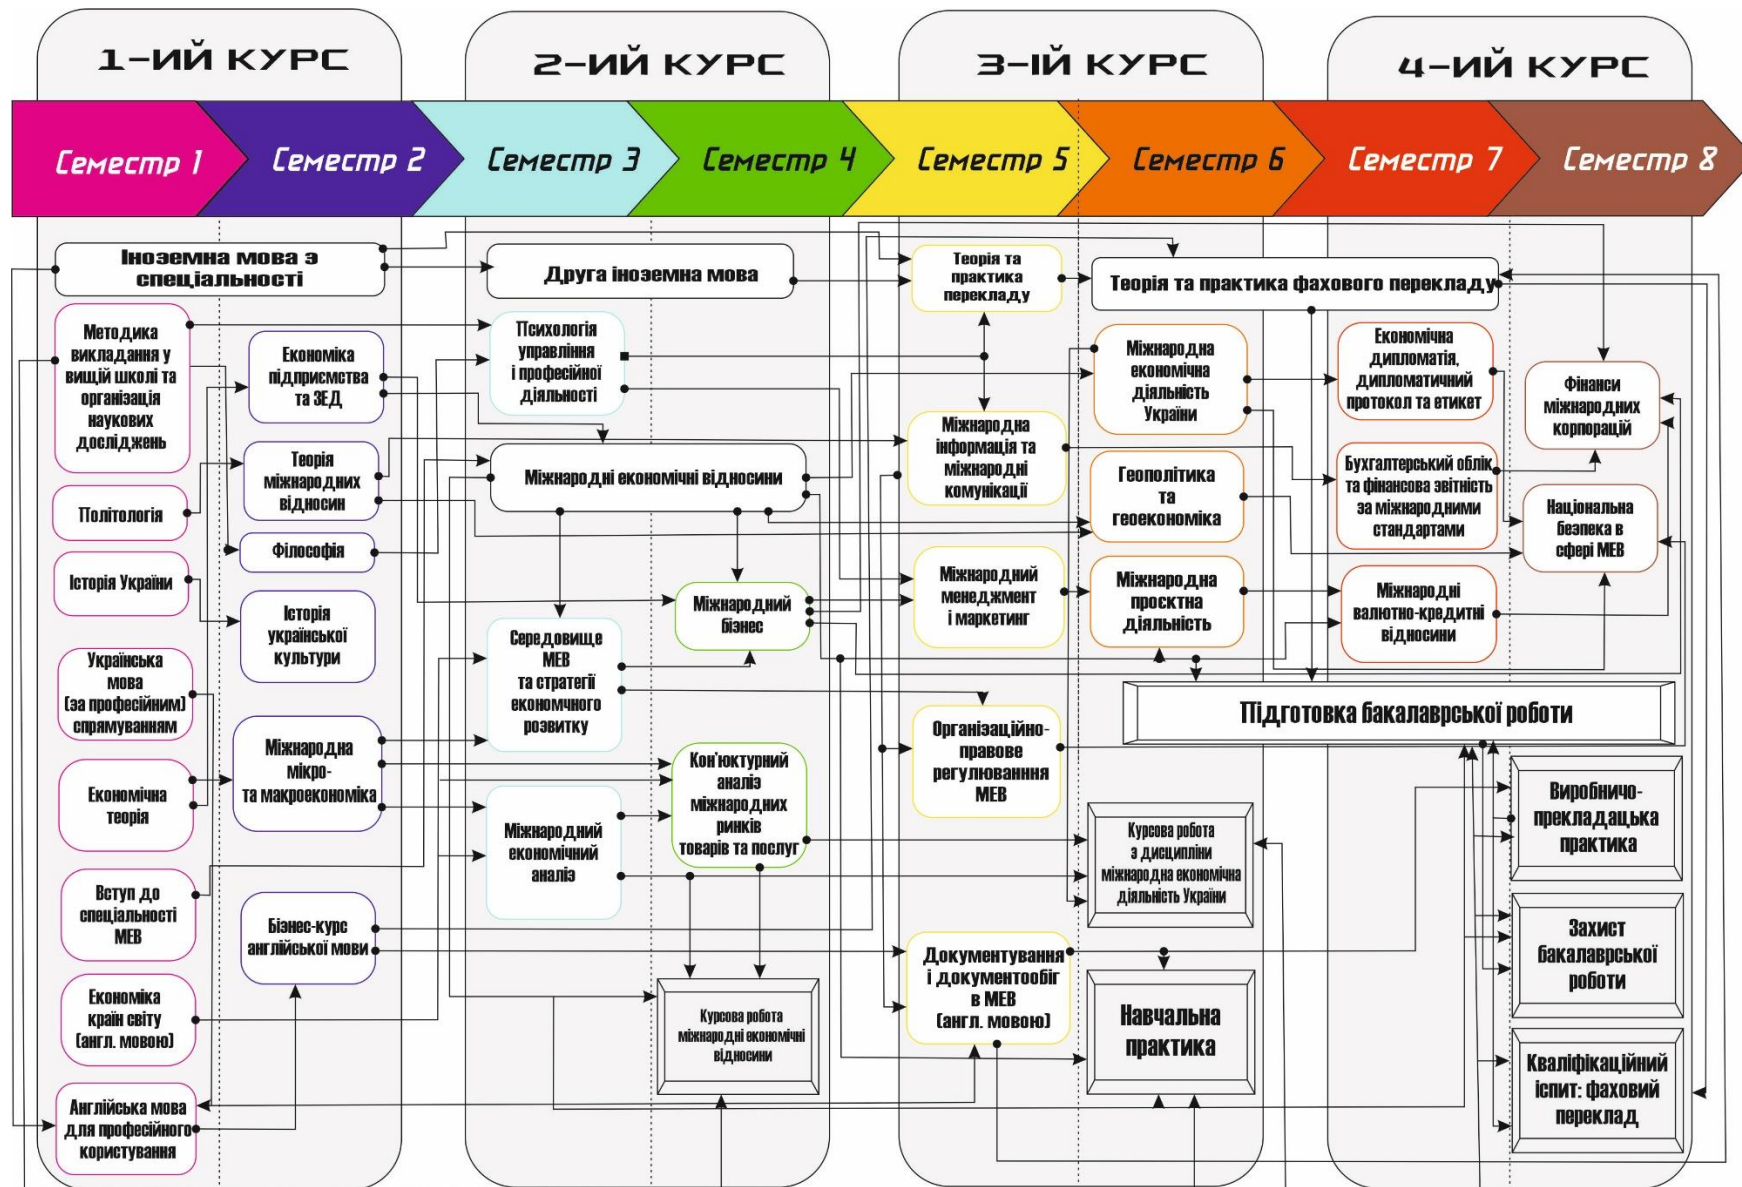 1-ИЙ КУРС
2-ИЙ КУРС
3-ІЙ КУРС
4-ИЙ КУРС
Семестр 1
Семестр 2
Семестр 3
Семестр 4
Семестр 5
Семестр 6
Семестр 7
Семестр 8
Іноземна мова з
спеціальності
Методика
викладання у
вищій школі та
організація
наукових
досліджень
Політологія
Історія України
Українська
мова
(за професійним)
спрямуванням
Економічна
теорія
Вступ до
спеціальності
МЕВ
Економіка
країн світу
(англ. мовою)
Англійська мова
для професійного
користування
Економіка
підприємства
та ЗЕД
Теорія
міжнародних
відносин
Філософія
Історія
української
культури
Міжнародна
мікро-
та макроекономіка
Бізнес-курс
англійської мови
Друга іноземна мова
Психологія
управління
і професійної
діяльності
Міжнародні економічні відносини
Середовище
МЕВ
та стратегії
економчного
розвитку
Міжнародний
економічний
аналіз
Міжнародний
бізнес
Кон'юктурний
аналіз
міжнародних
ринків
товарів та послуг
Курсова робота
міжнародні економічні
відносини
Теорія та
практика
перекладу
Міжнародна
інформація та
міжнародні
комунікації
Міжнародний
менеджмент
і маркетинг
Організаційно-
правове
регулюванння
МЕВ
Документування
і документообіг
в МЕВ
(англ. мовою)
Теорія та практика фахового перекладу
Міжнародна
економічна
діяльність
України
Геополітика
та
геоекономіка
Міжнародна
проєктна
діяльність
Підготовка бакалаврської роботи
Курсова робота
з дисципліни
міжнародна економічна
діяльність України
Навчальна
практика
Економічна
дипломатія,
дипломатичний
протокол та етикет
Бухгалтерський облік
та фінансова звітність
за міжнародними
стандартами
Міжнародні
валютно-кредитні
відносини
Фінанси
міжнародних
корпорацій
Національна
безпека в
сфері МЕВ
Виробничо-
прекладацька
практика
Захист
бакалаврської
роботи
Кваліфікаційний
іспит: фаховий
переклад